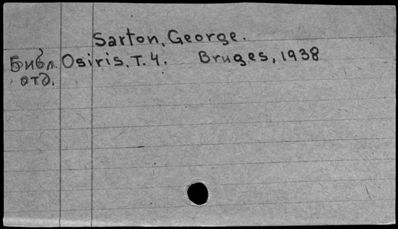 Sarton, George.
Библ. Osiris. T. 4. Bruges, 1938
отд.